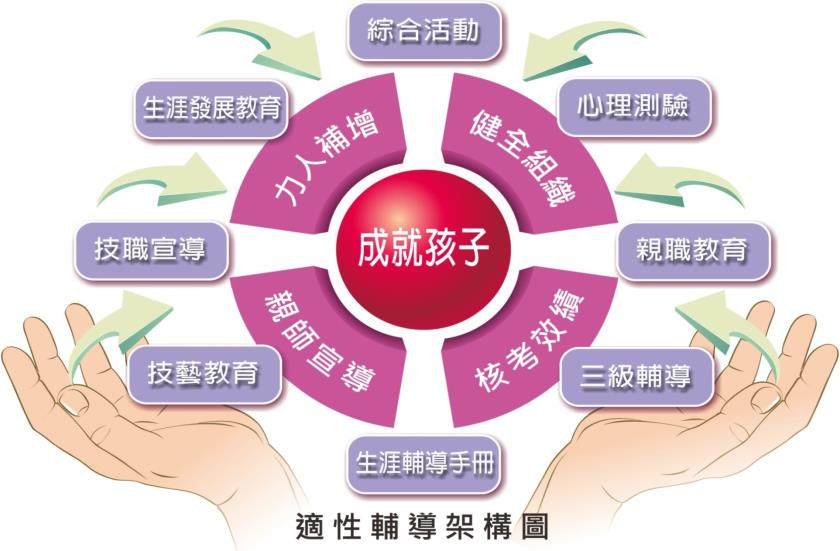 綜合活動
生涯發展教育
心理測驗
力人補增
健全組織
技職宣導
成就孩子
親職教育
親師宣導
核考效績
技藝教育
三級輔導
生涯輔導手冊
適性輔導架構圖